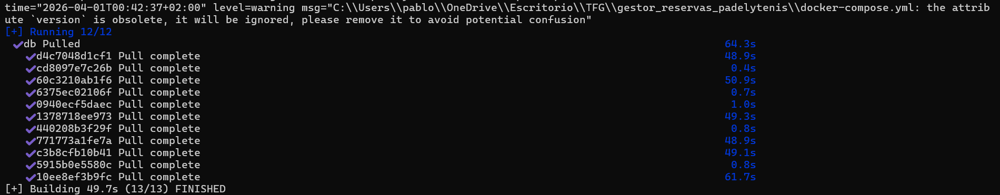 time="2026-04-01T00:42:37+02:00" level=warning msg="C:\\Users\\pablo\\OneDrive\\Escritorio\\TFG\\gestor_reservas_padelytenis\\docker-compose.yml: the attrib
ute `version` is obsolete, it will be ignored, please remove it to avoid potential confusion"
[+] Running 12/12
✔db Pulled 64.3s
✔d4c7048d1cf1 Pull complete 48.9s
✔cd8097e7c26b Pull complete 0.4s
✔60c3210ab1f6 Pull complete 50.9s
✔6375ec02106f Pull complete 0.7s
✔0940ecf5daec Pull complete 1.0s
✔1378718ee973 Pull complete 49.3s
✔440208b3f29f Pull complete 0.8s
✔771773a1fe7a Pull complete 48.9s
✔c3b8cfb10b41 Pull complete 49.1s
✔5915b0e5580c Pull complete 0.8s
✔10ee8ef3b9fc Pull complete 61.7s
[+] Building 49.7s (13/13) FINISHED